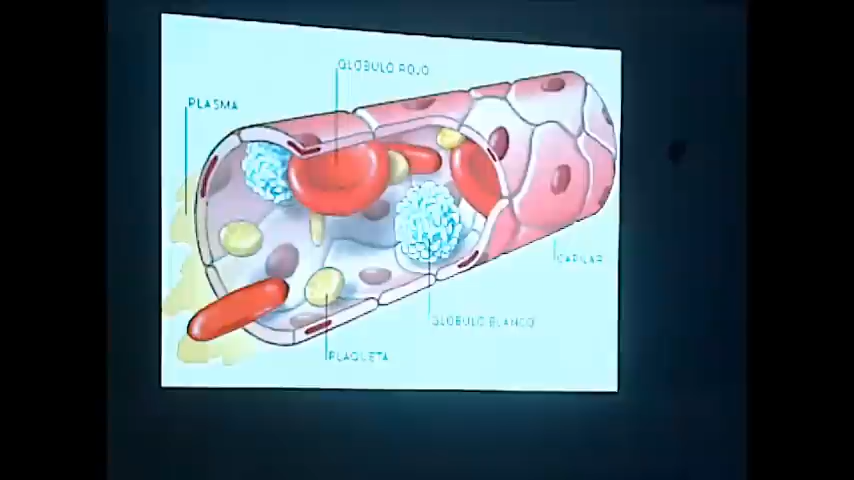 GLOBULO ROJO
PLASMA
CAPILAR
GLOBULO BLANCO
PLAQUETA